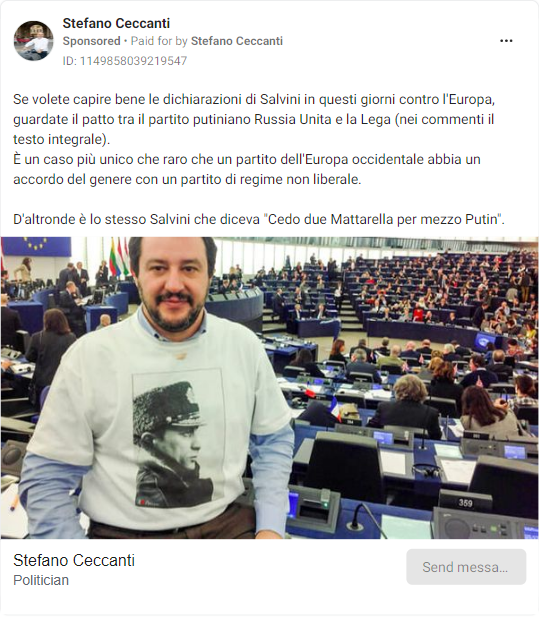 Stefano Ceccanti
Sponsored • Paid for by Stefano Ceccanti
ID: 1149858039219547
Se volete capire bene le dichiarazioni di Salvini in questi giorni contro l'Europa,
guardate il patto tra il partito putiniano Russia Unita e la Lega (nei commenti il
testo integrale).
È un caso più unico che raro che un partito dell'Europa occidentale abbia un
accordo del genere con un partito di regime non liberale.
D'altronde è lo stesso Salvini che diceva "Cedo due Mattarella per mezzo Putin".
359
Stefano Ceccanti
Politician
Send messa...